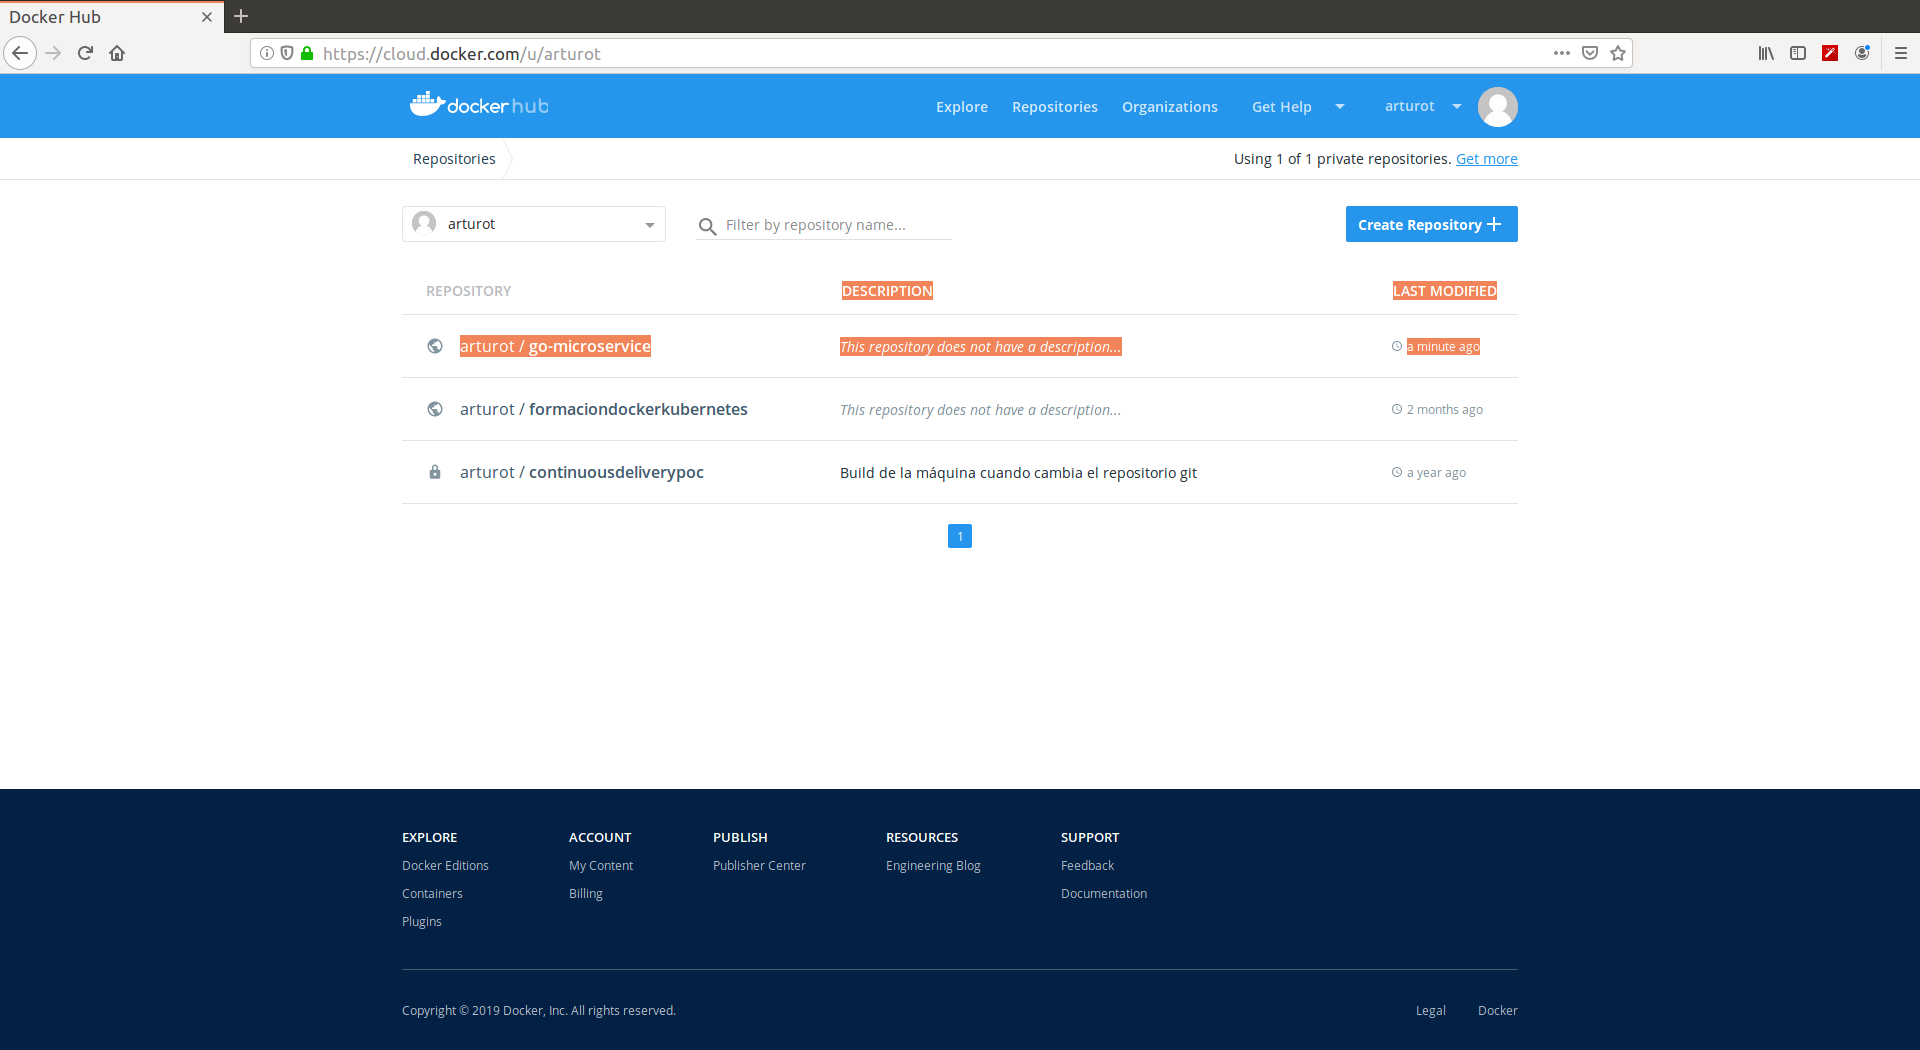 Docker Hub
https://cloud.docker.com/u/arturot
docker hub
Explore Repositories Organizations Get Help arturot
Repositories
Using 1 of 1 private repositories. Get more
arturot
Filter by repository name...
Create Repository
REPOSITORY DESCRIPTION LAST MODIFIED
arturot / go-microservice This repository does not have a description... a minute ago
arturot / formaciondockerkubernetes This repository does not have a description... 2 months ago
arturot / continuousdeliverypoc Build de la máquina cuando cambia el repositorio git a year ago
1
EXPLORE ACCOUNT PUBLISH RESOURCES SUPPORT
Docker Editions My Content Publisher Center Engineering Blog Feedback
Containers Billing Documentation
Plugins
Copyright © 2019 Docker, Inc. All rights reserved. Legal Docker